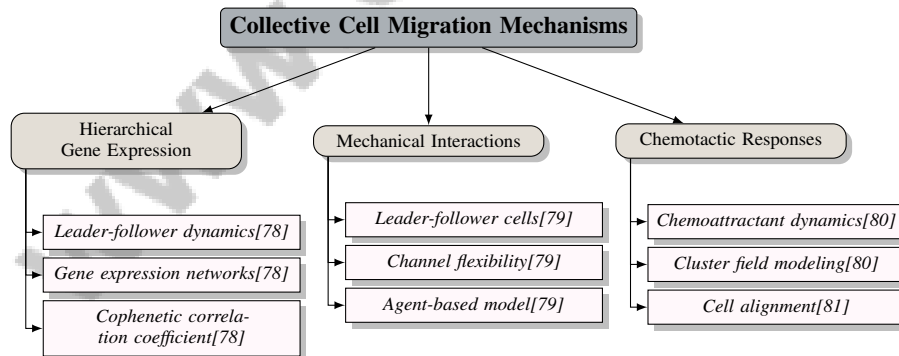 Collective Cell Migration Mechanisms
Hierarchical
Gene Expression
Leader-follower dynamics[78]
Gene expression networks[78]
Cophenetic correla-
tion coefficient[78]
Mechanical Interactions
Leader-follower cells[79]
Channel flexibility[79]
Agent-based model[79]
Chemotactic Responses
Chemoattractant dynamics[80]
Cluster field modeling[80]
Cell alignment[81]
www